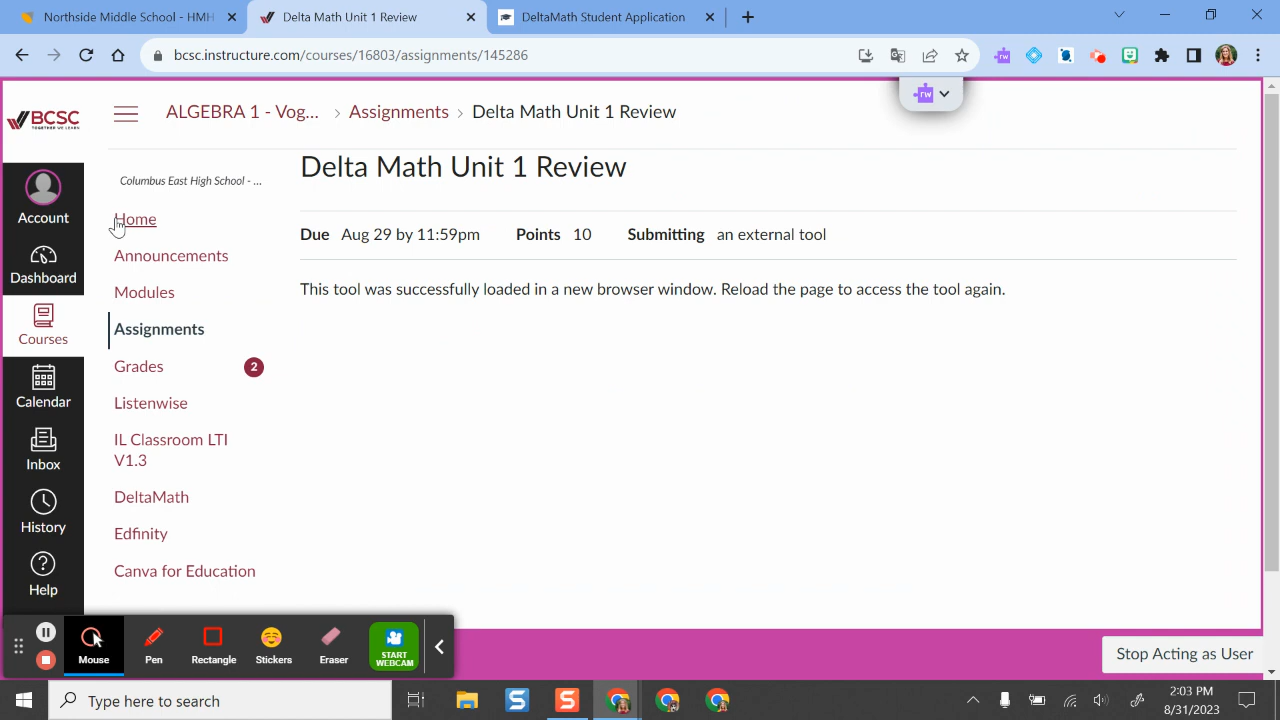 Northside Middle - HMH
Delta Math Unit 1 Review
DeltaMath Student Application
bcsc.instructure.com/courses/16803/assignments/145286
rw
BCSC
TOGETHER WE LEARN
ALGEBRA 1 - Vog... › Assignments › Delta Math Unit 1 Review
Account
Dashboard
Courses
Calendar
Inbox
History
Help
Columbus East High School - ...
Home
Announcements
Modules
Assignments
Grades 2
Listenwise
IL Classroom LTI
V1.3
DeltaMath
Edfinity
Canva for Education
Delta Math Unit 1 Review
Due Aug 29 by 11:59pm Points 10 Submitting an external tool
This tool was successfully loaded in a new browser window. Reload the page to access the tool again.
Mouse
Pen
Rectangle
Stickers
Eraser
START
WEBCAM
Stop Acting as User
Type here to search
2:03 PM
8/31/2023